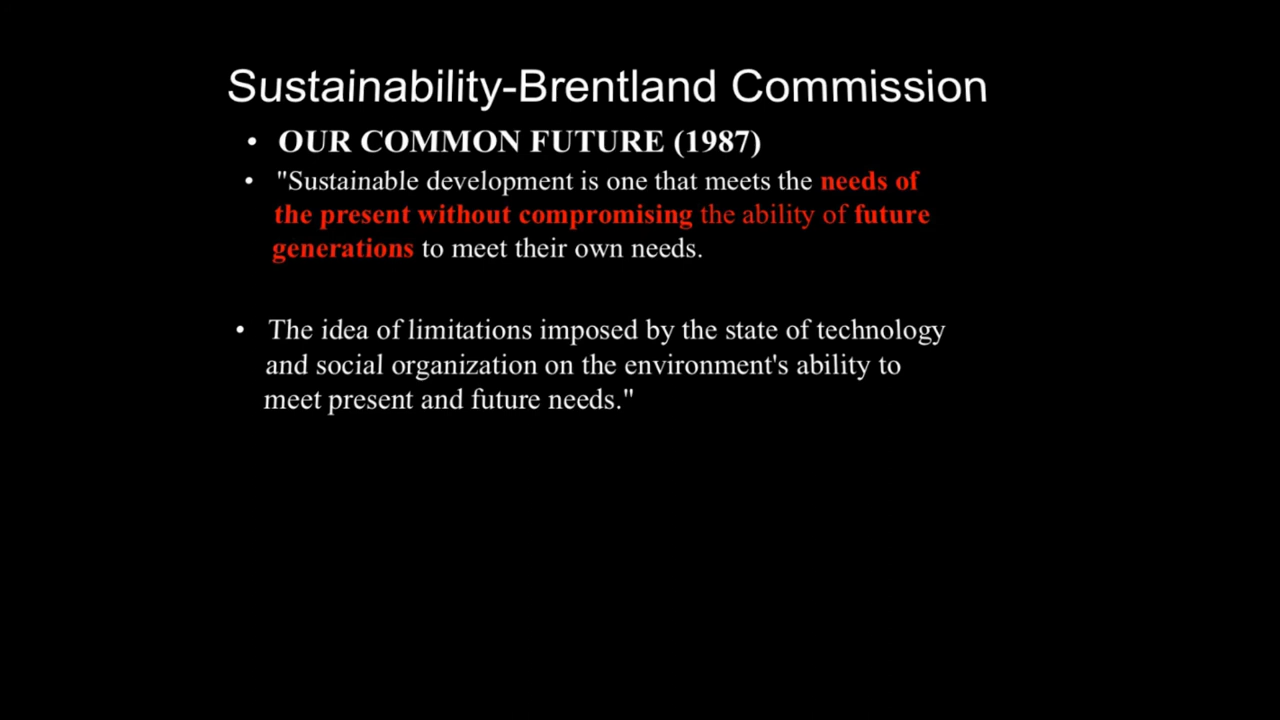 Sustainability-Brentland Commission
• OUR COMMON FUTURE (1987)
• "Sustainable development is one that meets the needs of
the present without compromising the ability of future
generations to meet their own needs.
• The idea of limitations imposed by the state of technology
and social organization on the environment's ability to
meet present and future needs."